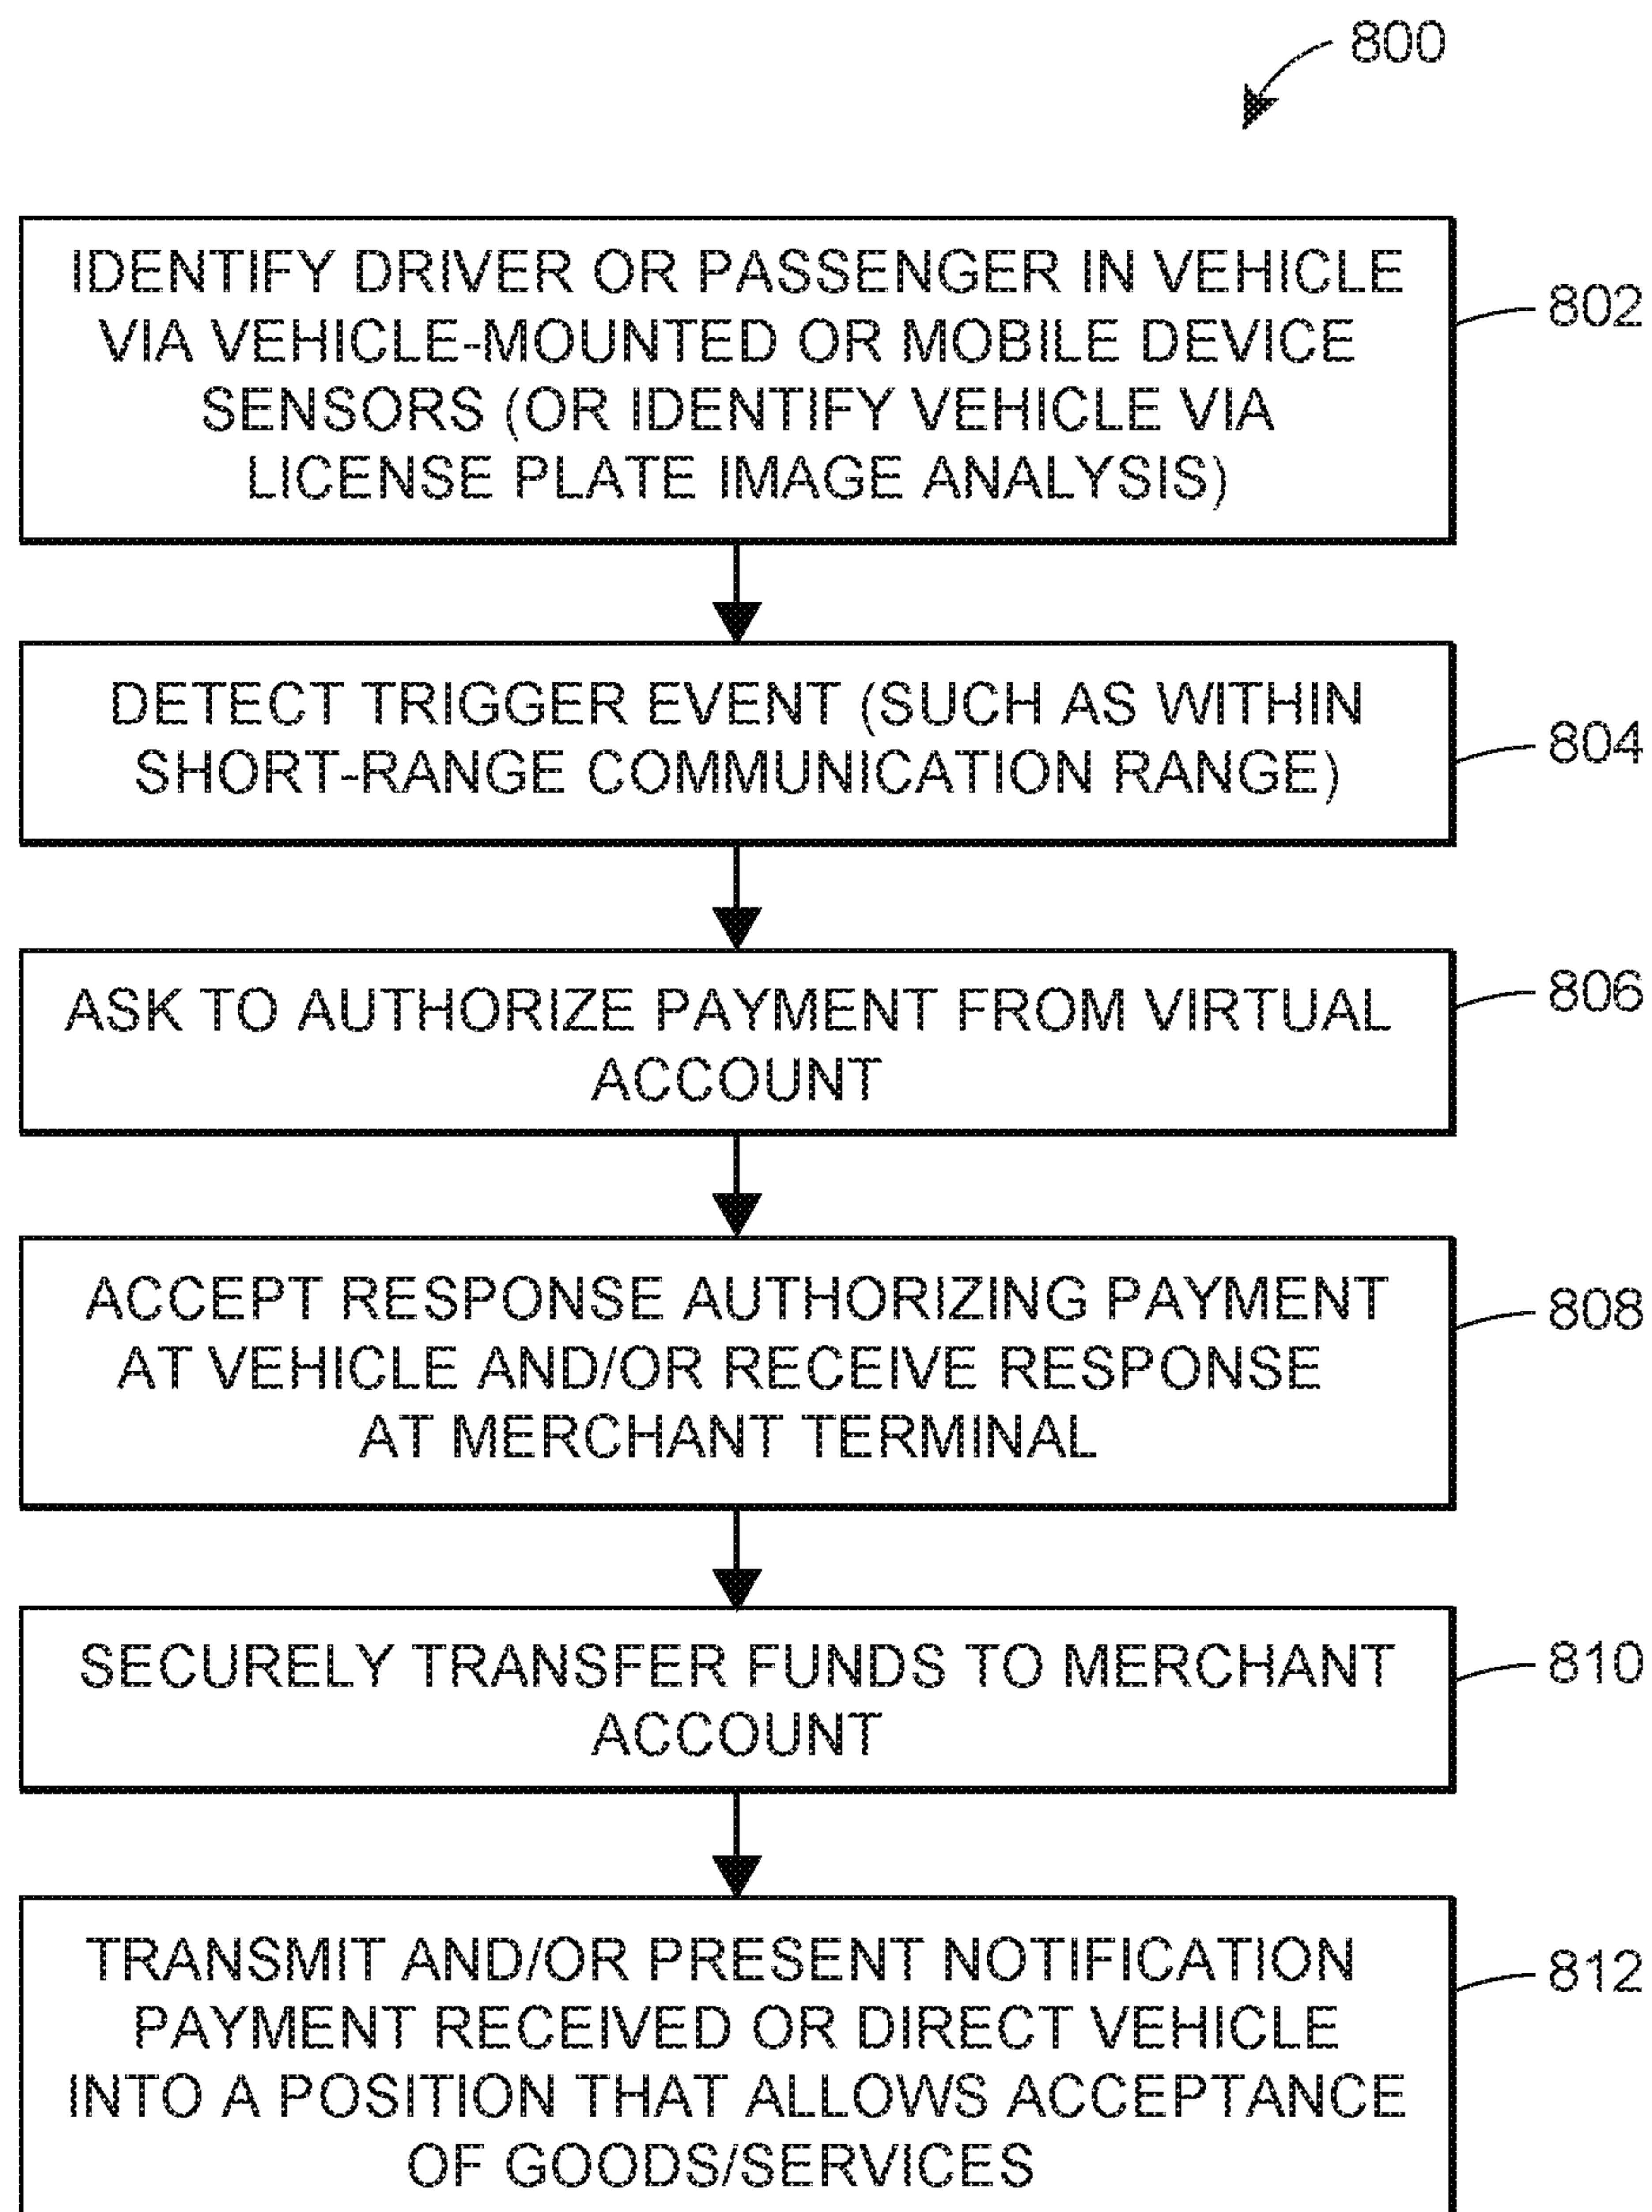 800
IDENTIFY DRIVER OR PASSENGER IN VEHICLE
VIA VEHICLE-MOUNTED OR MOBILE DEVICE
SENSORS (OR IDENTIFY VEHICLE VIA
LICENSE PLATE IMAGE ANALYSIS)
802
DETECT TRIGGER EVENT (SUCH AS WITHIN
SHORT-RANGE COMMUNICATION RANGE)
804
ASK TO AUTHORIZE PAYMENT FROM VIRTUAL
ACCOUNT
806
ACCEPT RESPONSE AUTHORIZING PAYMENT
AT VEHICLE AND/OR RECEIVE RESPONSE
AT MERCHANT TERMINAL
808
SECURELY TRANSFER FUNDS TO MERCHANT
ACCOUNT
810
TRANSMIT AND/OR PRESENT NOTIFICATION
PAYMENT RECEIVED OR DIRECT VEHICLE
INTO A POSITION THAT ALLOWS ACCEPTANCE
OF GOODS/SERVICES
812